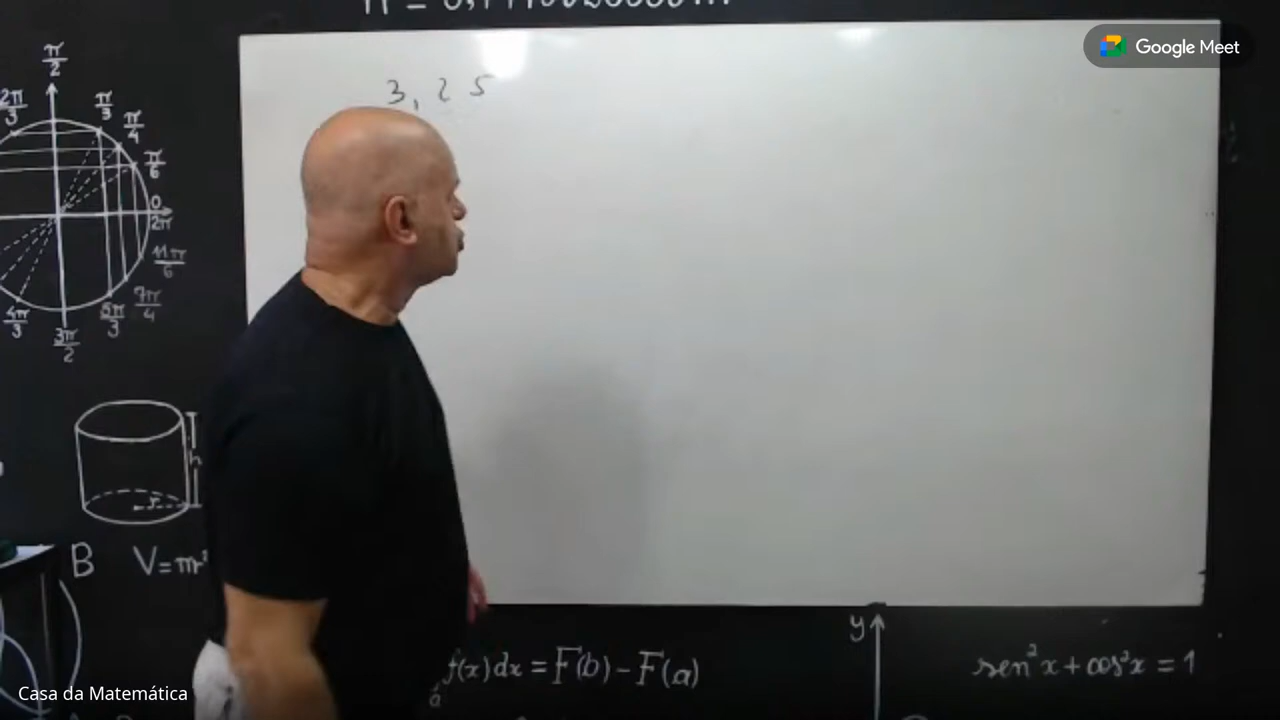 Google Meet
3, 2 5
π/2
2π/3
π/3
π/4
π/6
0
2π
11π/6
7π/4
5π/3
3π/2
4π/3
h
r
B V=πr²
f(x)dx = F(b) - F(a)
a
y
sen²x + cos²x = 1
Casa da Matemática